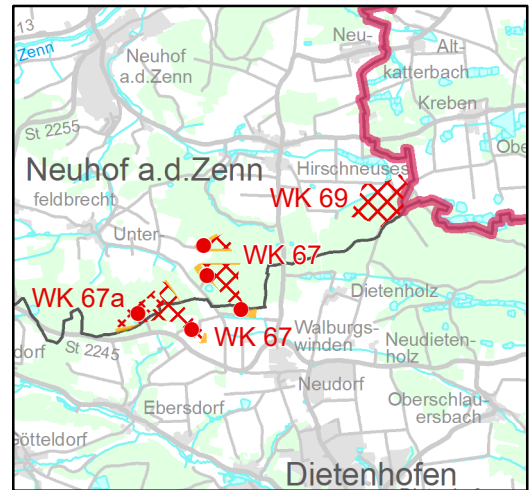 13
Zenn
Neuhof
a.d.Zenn
Neu-
Alt-
katterbach
Kreben
St 2255
Neuhof a.d.Zenn
Hirschneuses
WK 69
feldbrecht
Unter-
WK 67
WK 67a
Dietenholz
WK 67
St 2245
Walburgs-
winden
Neudieten-
holz
Neudorf
Ebersdorf
Oberschlau-
ersbach
Götteldorf
Dietenhofen